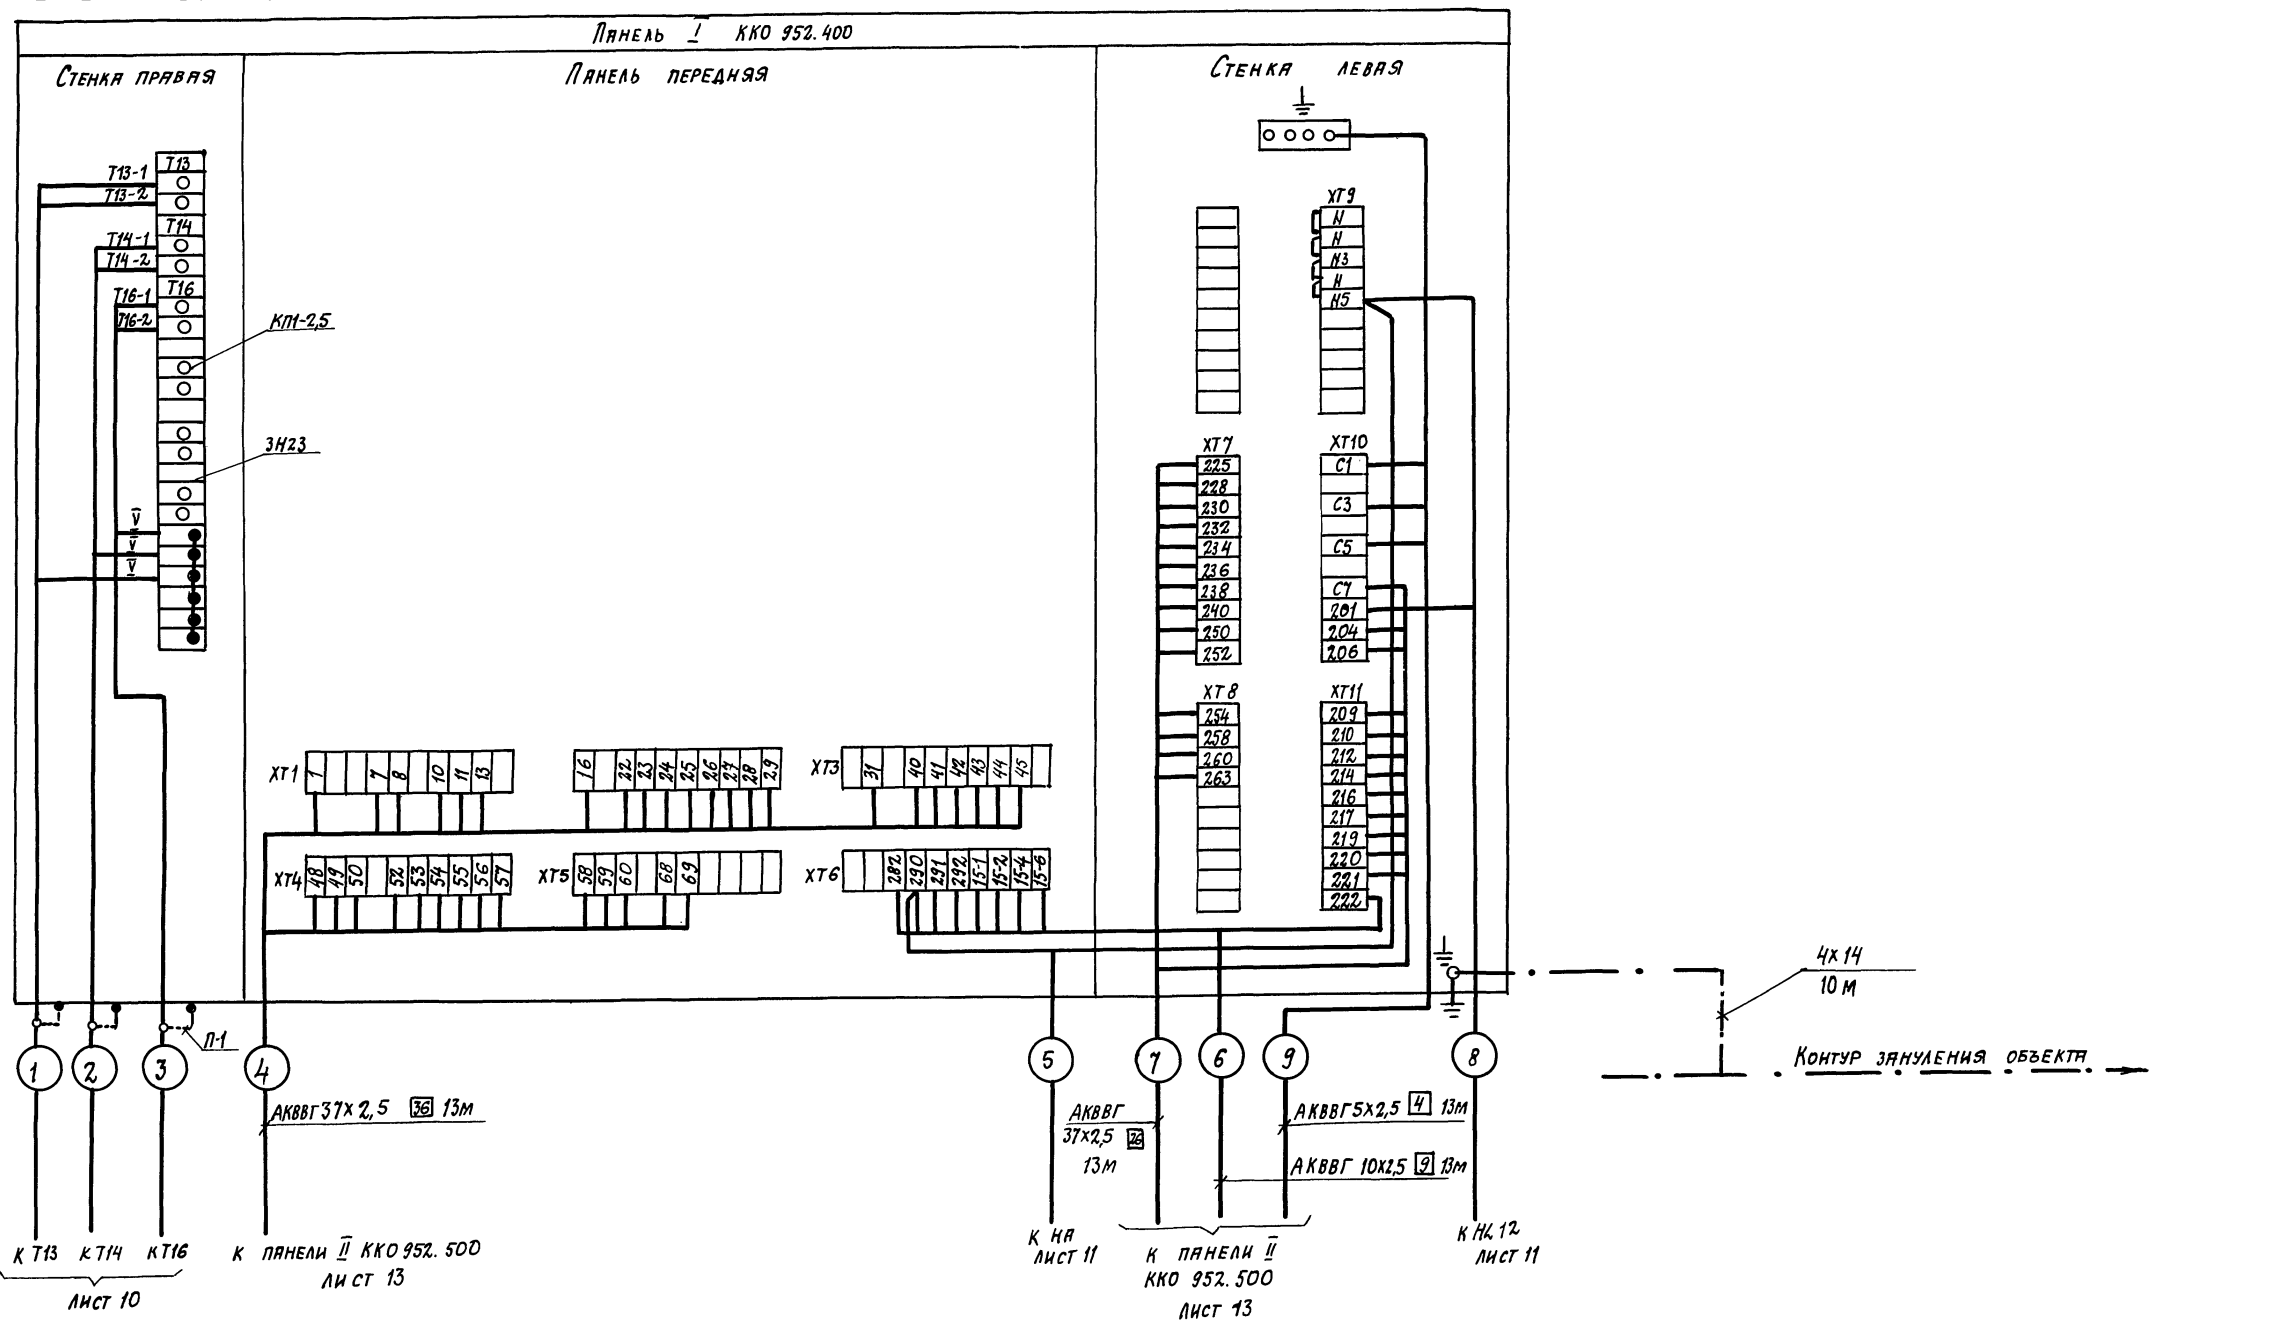 Панель I ККО 952.400
Стенка правая
Панель передняя
Стенка левая
Т13
Т13-1
Т13-2
Т14
Т14-1
Т14-2
Т16
Т16-1
Т16-2
КП1-2,5
ЗН23
V
V
V
ХТ9
N
N
N3
N
N5
ХТ7
225
228
230
232
234
236
238
240
250
252
ХТ10
С1
С3
С5
С7
201
204
206
ХТ8
254
258
260
263
ХТ11
209
210
212
214
216
217
219
220
221
222
ХТ1 1 7 8 10 11 13
16 22 23 24 25 26 27 28 29
ХТ3 31 40 41 42 43 44 45
ХТ4 48 49 50 52 53 54 55 56 57
ХТ5 58 59 60 68 69
ХТ6 282 290 291 292 15-1 15-2 15-4 15-6
4х14
10 м
П-1
1 2 3 4 5 7 6 9 8
Контур зануления объекта
АКВВГ 37х2,5 36 13м
АКВВГ
37х2,5 26
13м
АКВВГ 5х2,5 4 13м
АКВВГ 10х2,5 9 13м
К Т13 К Т14 К Т16
Лист 10
К панели II ККО 952.500
Лист 13
К НА
Лист 11
К панели II
ККО 952.500
Лист 13
К HL12
Лист 11